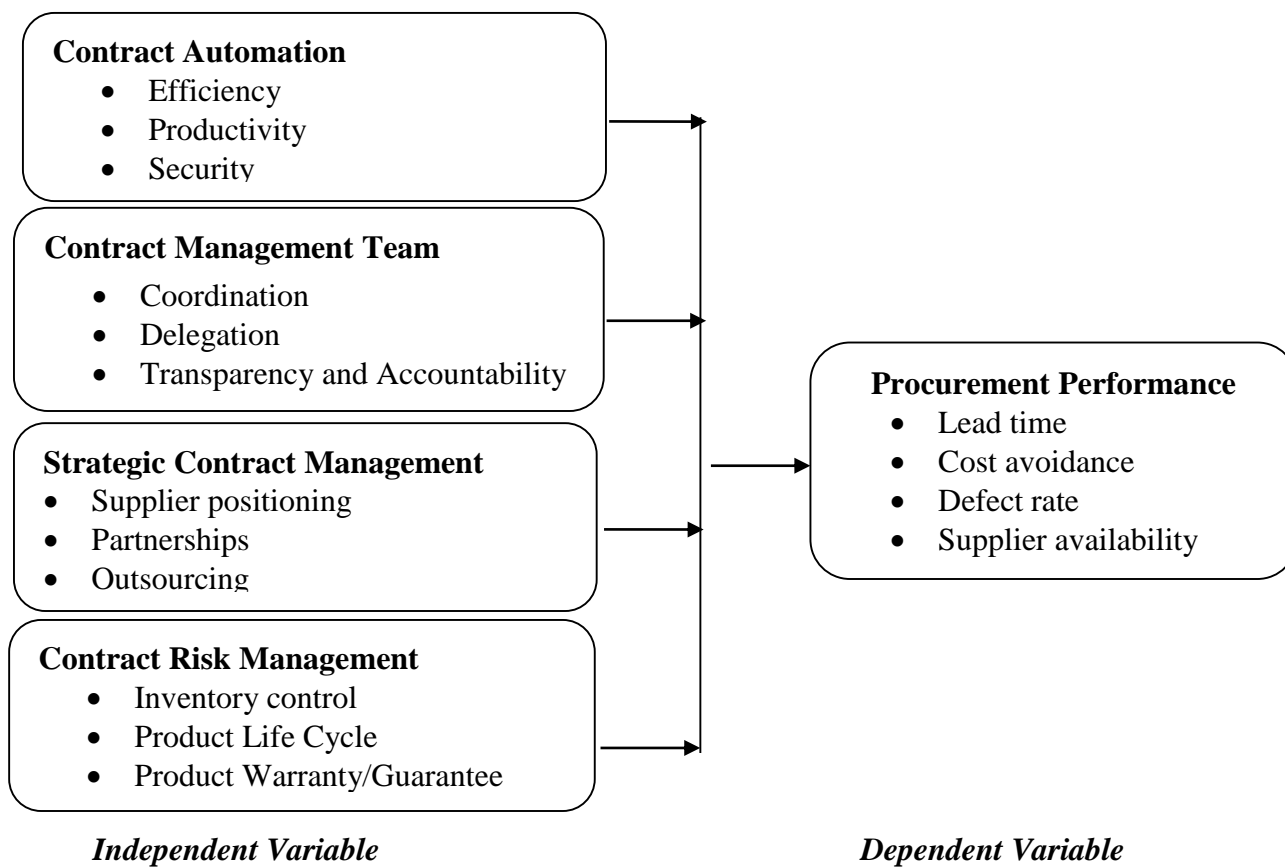 Contract Automation
• Efficiency
• Productivity
• Security
Contract Management Team
• Coordination
• Delegation
• Transparency and Accountability
Strategic Contract Management
• Supplier positioning
• Partnerships
• Outsourcing
Contract Risk Management
• Inventory control
• Product Life Cycle
• Product Warranty/Guarantee
Procurement Performance
• Lead time
• Cost avoidance
• Defect rate
• Supplier availability
Independent Variable
Dependent Variable